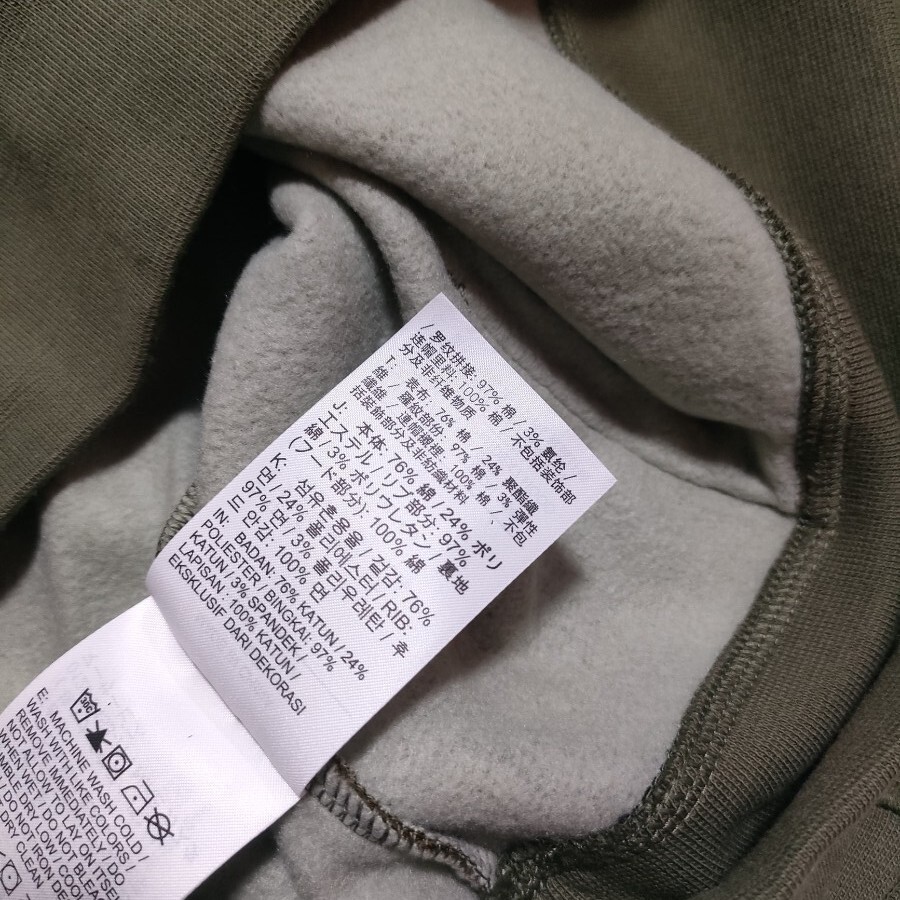 / 罗纹拼接: 97% 棉 / 3% 氨纶 /
连帽里料: 100% 棉 / 不包括装饰部
分及非纤维物质
T: 表布: 76% 棉 / 24% 聚酯纖
維 / 羅紋部份: 97% 棉 / 3% 彈性
纖維 / 連帽襯裡: 100% 棉 / 不包
括裝飾部分及非紡織材料
J: 本体: 76% 綿 / 24% ポリ
エステル / リブ部分: 97%
綿 / 3% ポリウレタン / 裏地
(フード部分): 100% 綿
K: 섬유혼용율 / 겉감: 76%
면 / 24% 폴리에스터 / RIB:
97% 면 / 3% 폴리우레탄 / 후
드 안감: 100% 면
IN: BADAN: 76% KATUN / 24%
POLIESTER / BINGKAI: 97%
KATUN / 3% SPANDEK /
LAPISAN: 100% KATUN /
EKSKLUSIF DARI DEKORASI
30C
E: MACHINE WASH COLD /
WASH WITH LIKE COLORS
REMOVE IMMEDIATELY / DO
NOT ALLOW TO LAY ON ITSELF
WHEN WET / DO NOT BLEACH
TUMBLE DRY LOW / COOL
DO NOT IRON DE
DRY CLEAN